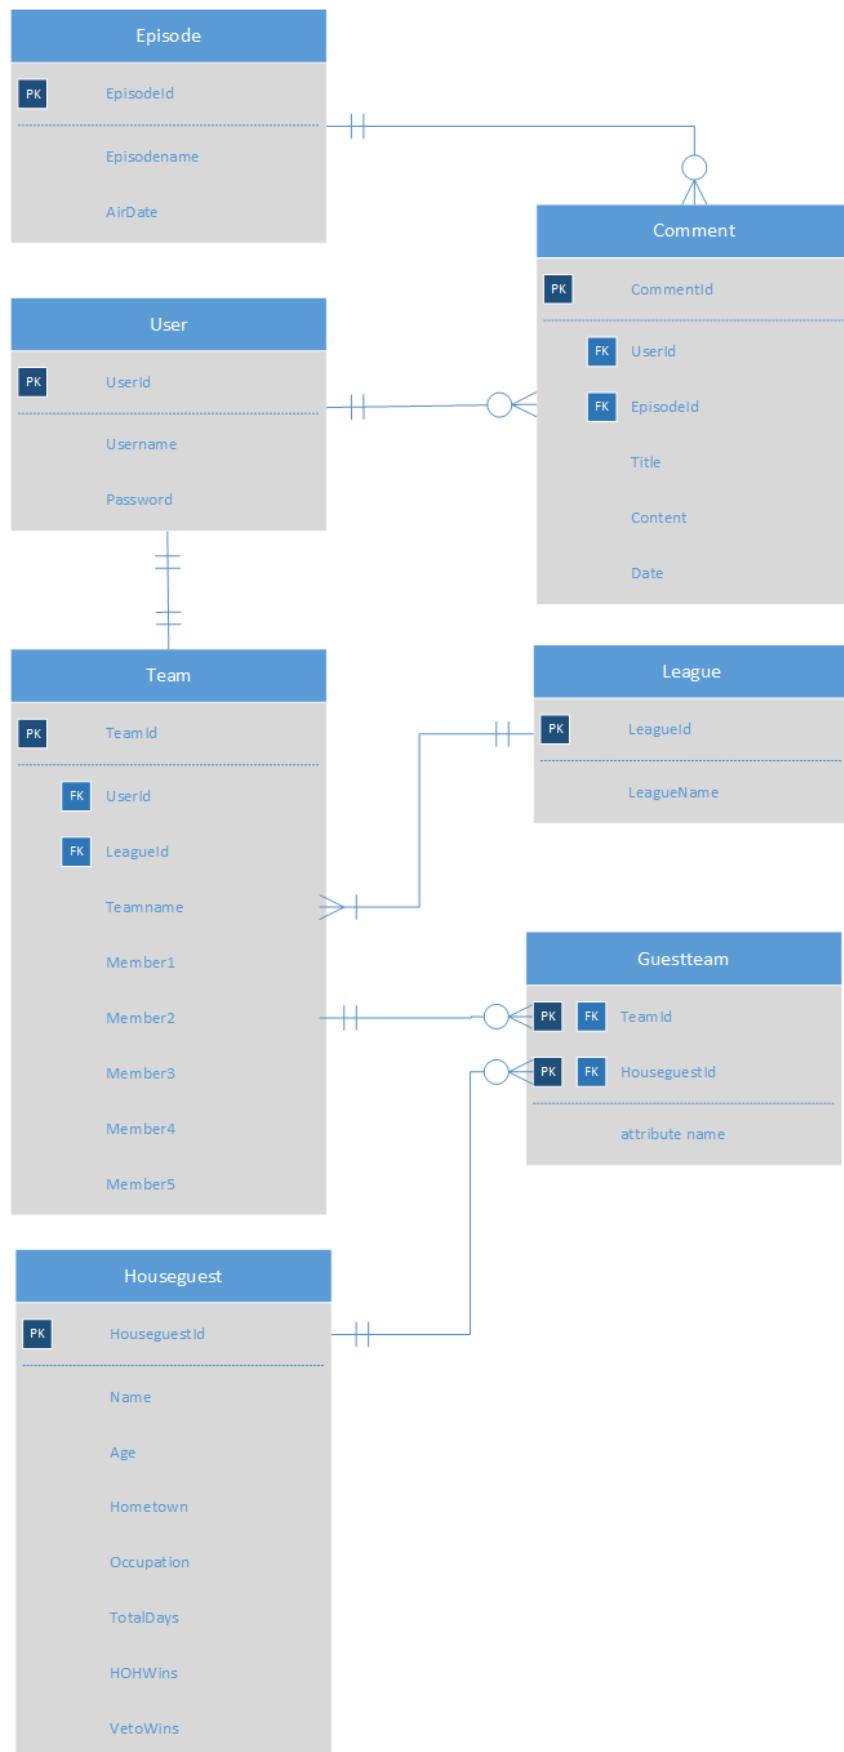 Episode
PK EpisodeId
Episodename
AirDate
Comment
PK CommentId
FK UserId
FK EpisodeId
Title
Content
Date
User
PK UserId
Username
Password
Team
PK TeamId
FK UserId
FK LeagueId
Teamname
Member1
Member2
Member3
Member4
Member5
League
PK LeagueId
LeagueName
Guestteam
PK FK TeamId
PK FK HouseguestId
attribute name
Houseguest
PK HouseguestId
Name
Age
Hometown
Occupation
TotalDays
HOHWins
VetoWins